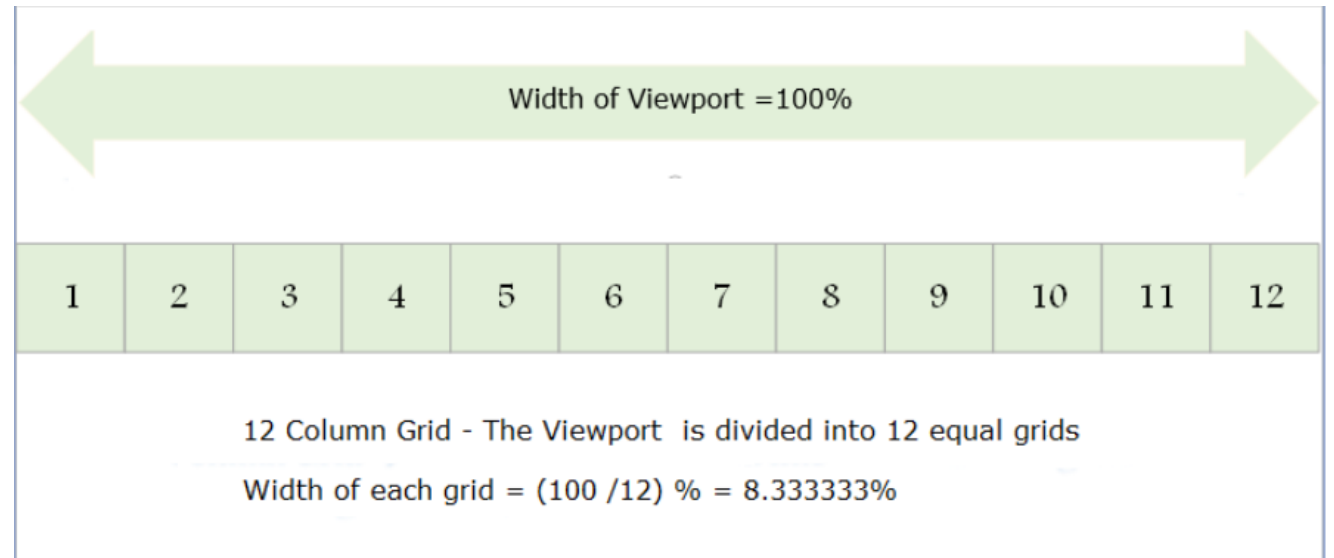 Width of Viewport =100%
1 2 3 4 5 6 7 8 9 10 11 12
12 Column Grid - The Viewport  is divided into 12 equal grids
Width of each grid = (100 /12) % = 8.333333%